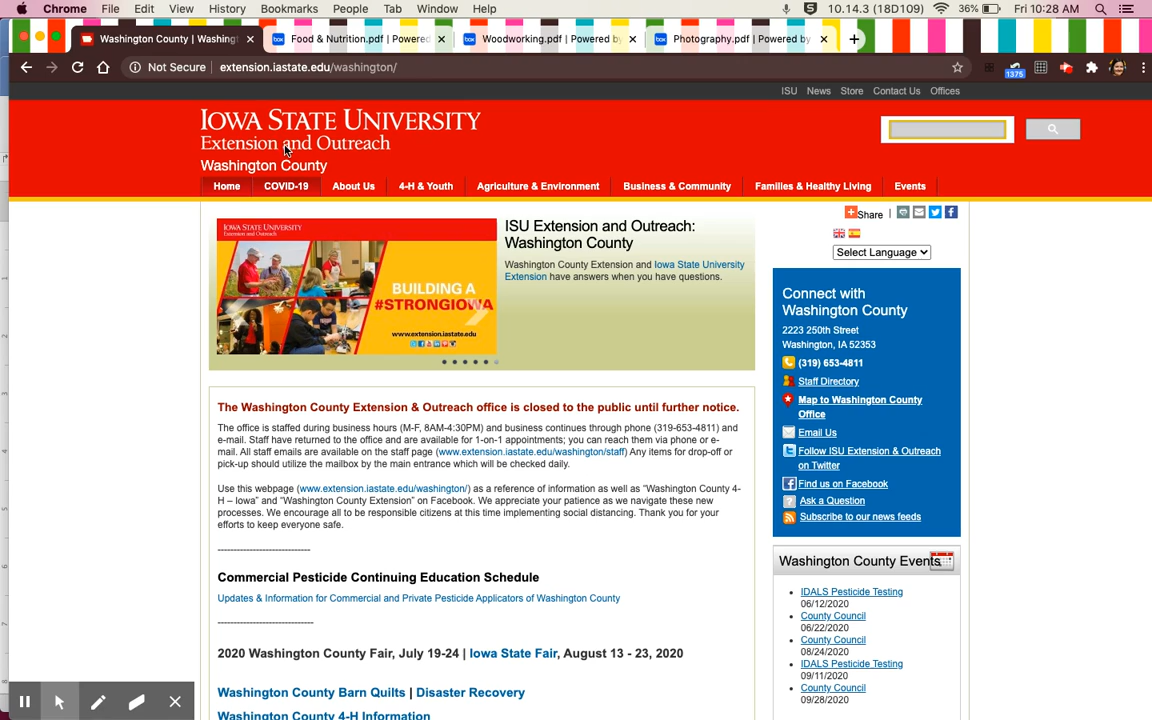 Chrome File Edit View History Bookmarks People Tab Window Help 10.14.3 (18D109) 36% Fri 10:28 AM
Washington County | Washing Food & Nutrition.pdf | Powered Woodworking.pdf | Powered by Photography.pdf | Powered by
Not Secure extension.iastate.edu/washington/ 1375
ISU News Store Contact Us Offices
IOWA STATE UNIVERSITY
Extension and Outreach
Washington County
Home COVID-19 About Us 4-H & Youth Agriculture & Environment Business & Community Families & Healthy Living Events
Share |
Select Language
IOWA STATE UNIVERSITY
Extension and Outreach
BUILDING A
#STRONGIOWA
www.extension.iastate.edu
ISU Extension and Outreach:
Washington County
Washington County Extension and Iowa State University
Extension have answers when you have questions.
The Washington County Extension & Outreach office is closed to the public until further notice.
The office is staffed during business hours (M-F, 8AM-4:30PM) and business continues through phone (319-653-4811) and
e-mail. Staff have returned to the office and are available for 1-on-1 appointments; you can reach them via phone or e-
mail. All staff emails are available on the staff page (www.extension.iastate.edu/washington/staff) Any items for drop-off or
pick-up should utilize the mailbox by the main entrance which will be checked daily.
Use this webpage (www.extension.iastate.edu/washington/) as a reference of information as well as "Washington County 4-
H – Iowa" and "Washington County Extension" on Facebook. We appreciate your patience as we navigate these new
processes. We encourage all to be responsible citizens at this time implementing social distancing. Thank you for your
efforts to keep everyone safe.
-----------------------------
Commercial Pesticide Continuing Education Schedule
Updates & Information for Commercial and Private Pesticide Applicators of Washington County
------------------------------
2020 Washington County Fair, July 19-24 | Iowa State Fair, August 13 - 23, 2020
Washington County Barn Quilts | Disaster Recovery
Washington County 4-H Information
Connect with
Washington County
2223 250th Street
Washington, IA 52353
(319) 653-4811
Staff Directory
Map to Washington County
Office
Email Us
Follow ISU Extension & Outreach
on Twitter
Find us on Facebook
Ask a Question
Subscribe to our news feeds
Washington County Events
IDALS Pesticide Testing
06/12/2020
County Council
06/22/2020
County Council
08/24/2020
IDALS Pesticide Testing
09/11/2020
County Council
09/28/2020